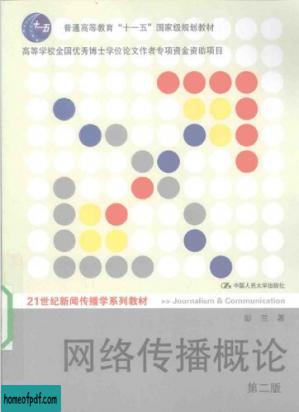 十一五
普通高等教育“十一五”国家级规划教材
高等学校全国优秀博士学位论文作者专项资金资助项目
中国人民大学出版社
21世纪新闻传播学系列教材 >> Journalism & Communication
彭 兰 著
网络传播概论
第二版
homeofpdf.com